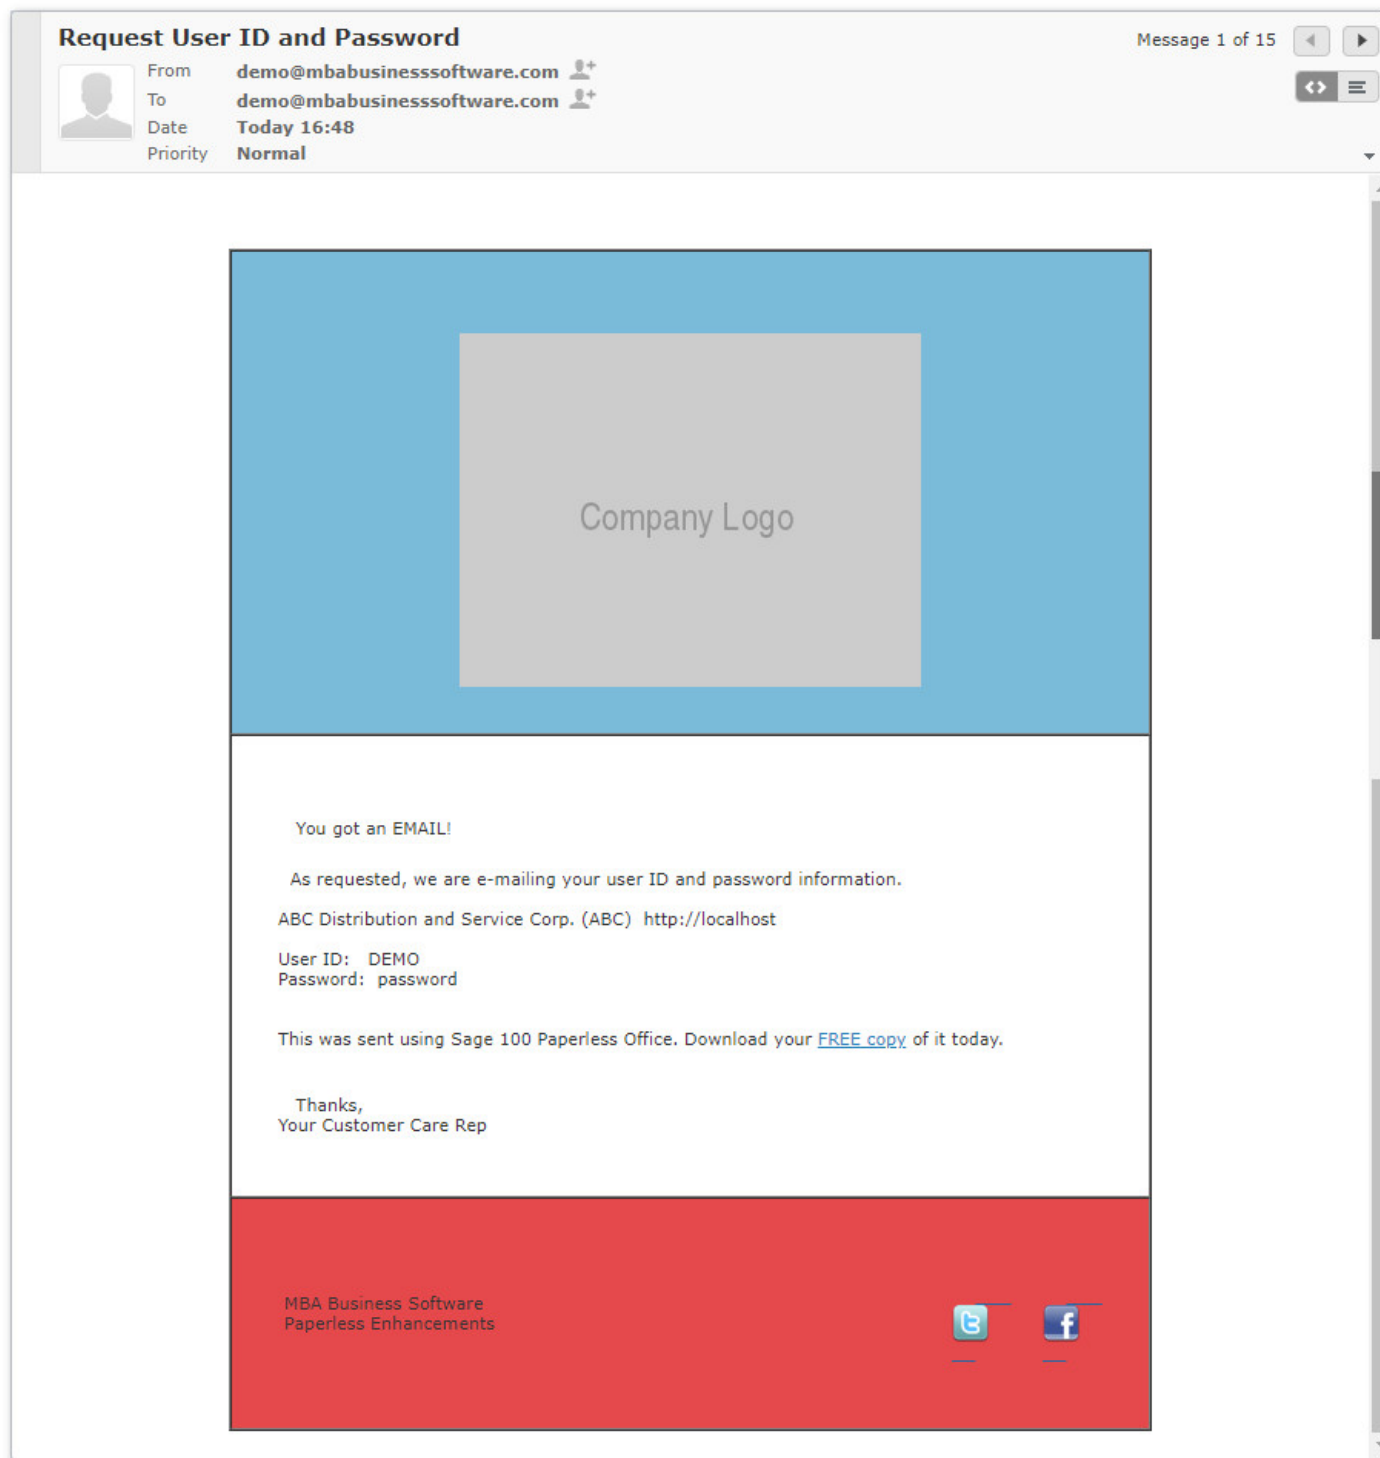 Request User ID and Password
Message 1 of 15
From demo@mbabusinesssoftware.com
To demo@mbabusinesssoftware.com
Date Today 16:48
Priority Normal
Company Logo
You got an EMAIL!
As requested, we are e-mailing your user ID and password information.
ABC Distribution and Service Corp. (ABC) http://localhost
User ID: DEMO
Password: password
This was sent using Sage 100 Paperless Office. Download your FREE copy of it today.
Thanks,
Your Customer Care Rep
MBA Business Software
Paperless Enhancements